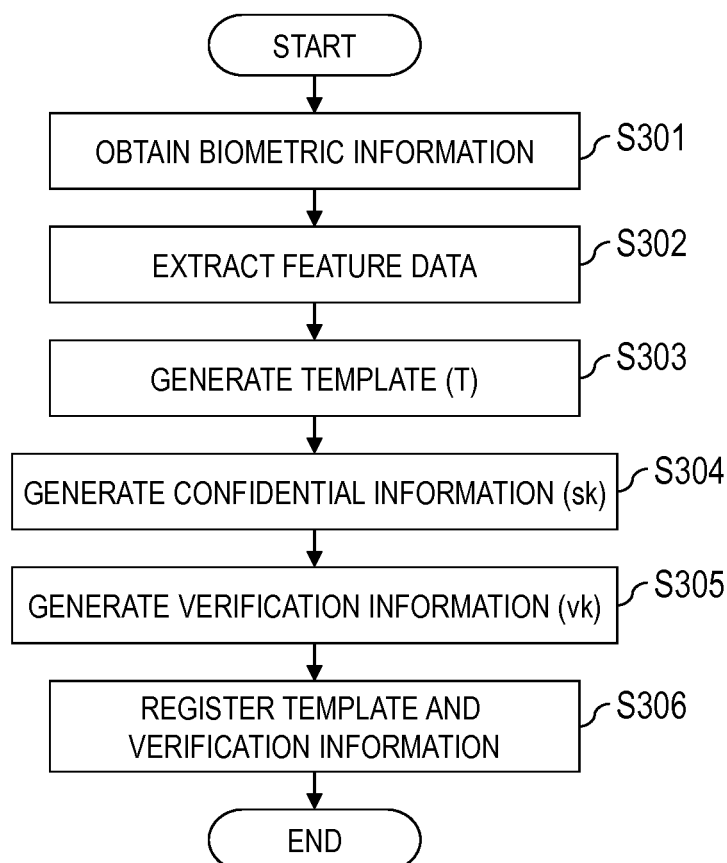 START
OBTAIN BIOMETRIC INFORMATION
S301
EXTRACT FEATURE DATA
S302
GENERATE TEMPLATE (T)
S303
GENERATE CONFIDENTIAL INFORMATION (sk)
S304
GENERATE VERIFICATION INFORMATION (vk)
S305
REGISTER TEMPLATE AND
VERIFICATION INFORMATION
S306
END